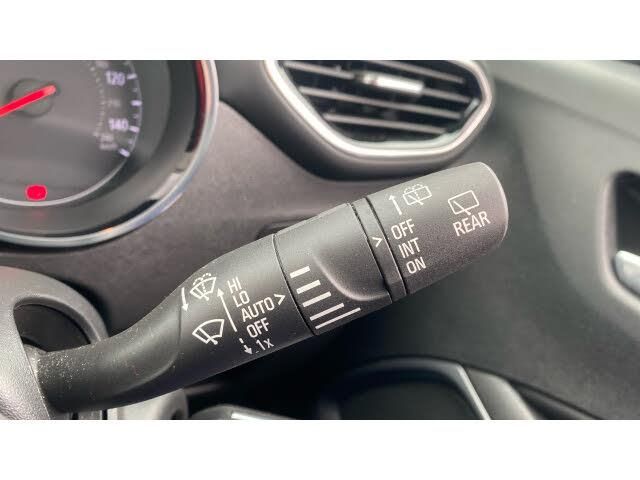 120
140
HI
LO
AUTO >
OFF
1x
> OFF
INT
ON
REAR